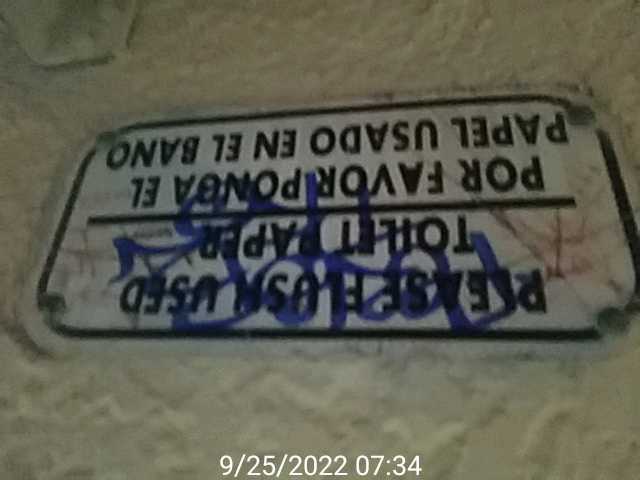 PLEASE FLUSH USED
TOILET PAPER
POR FAVOR PONGA EL
PAPEL USADO EN EL BANO
9/25/2022 07:34